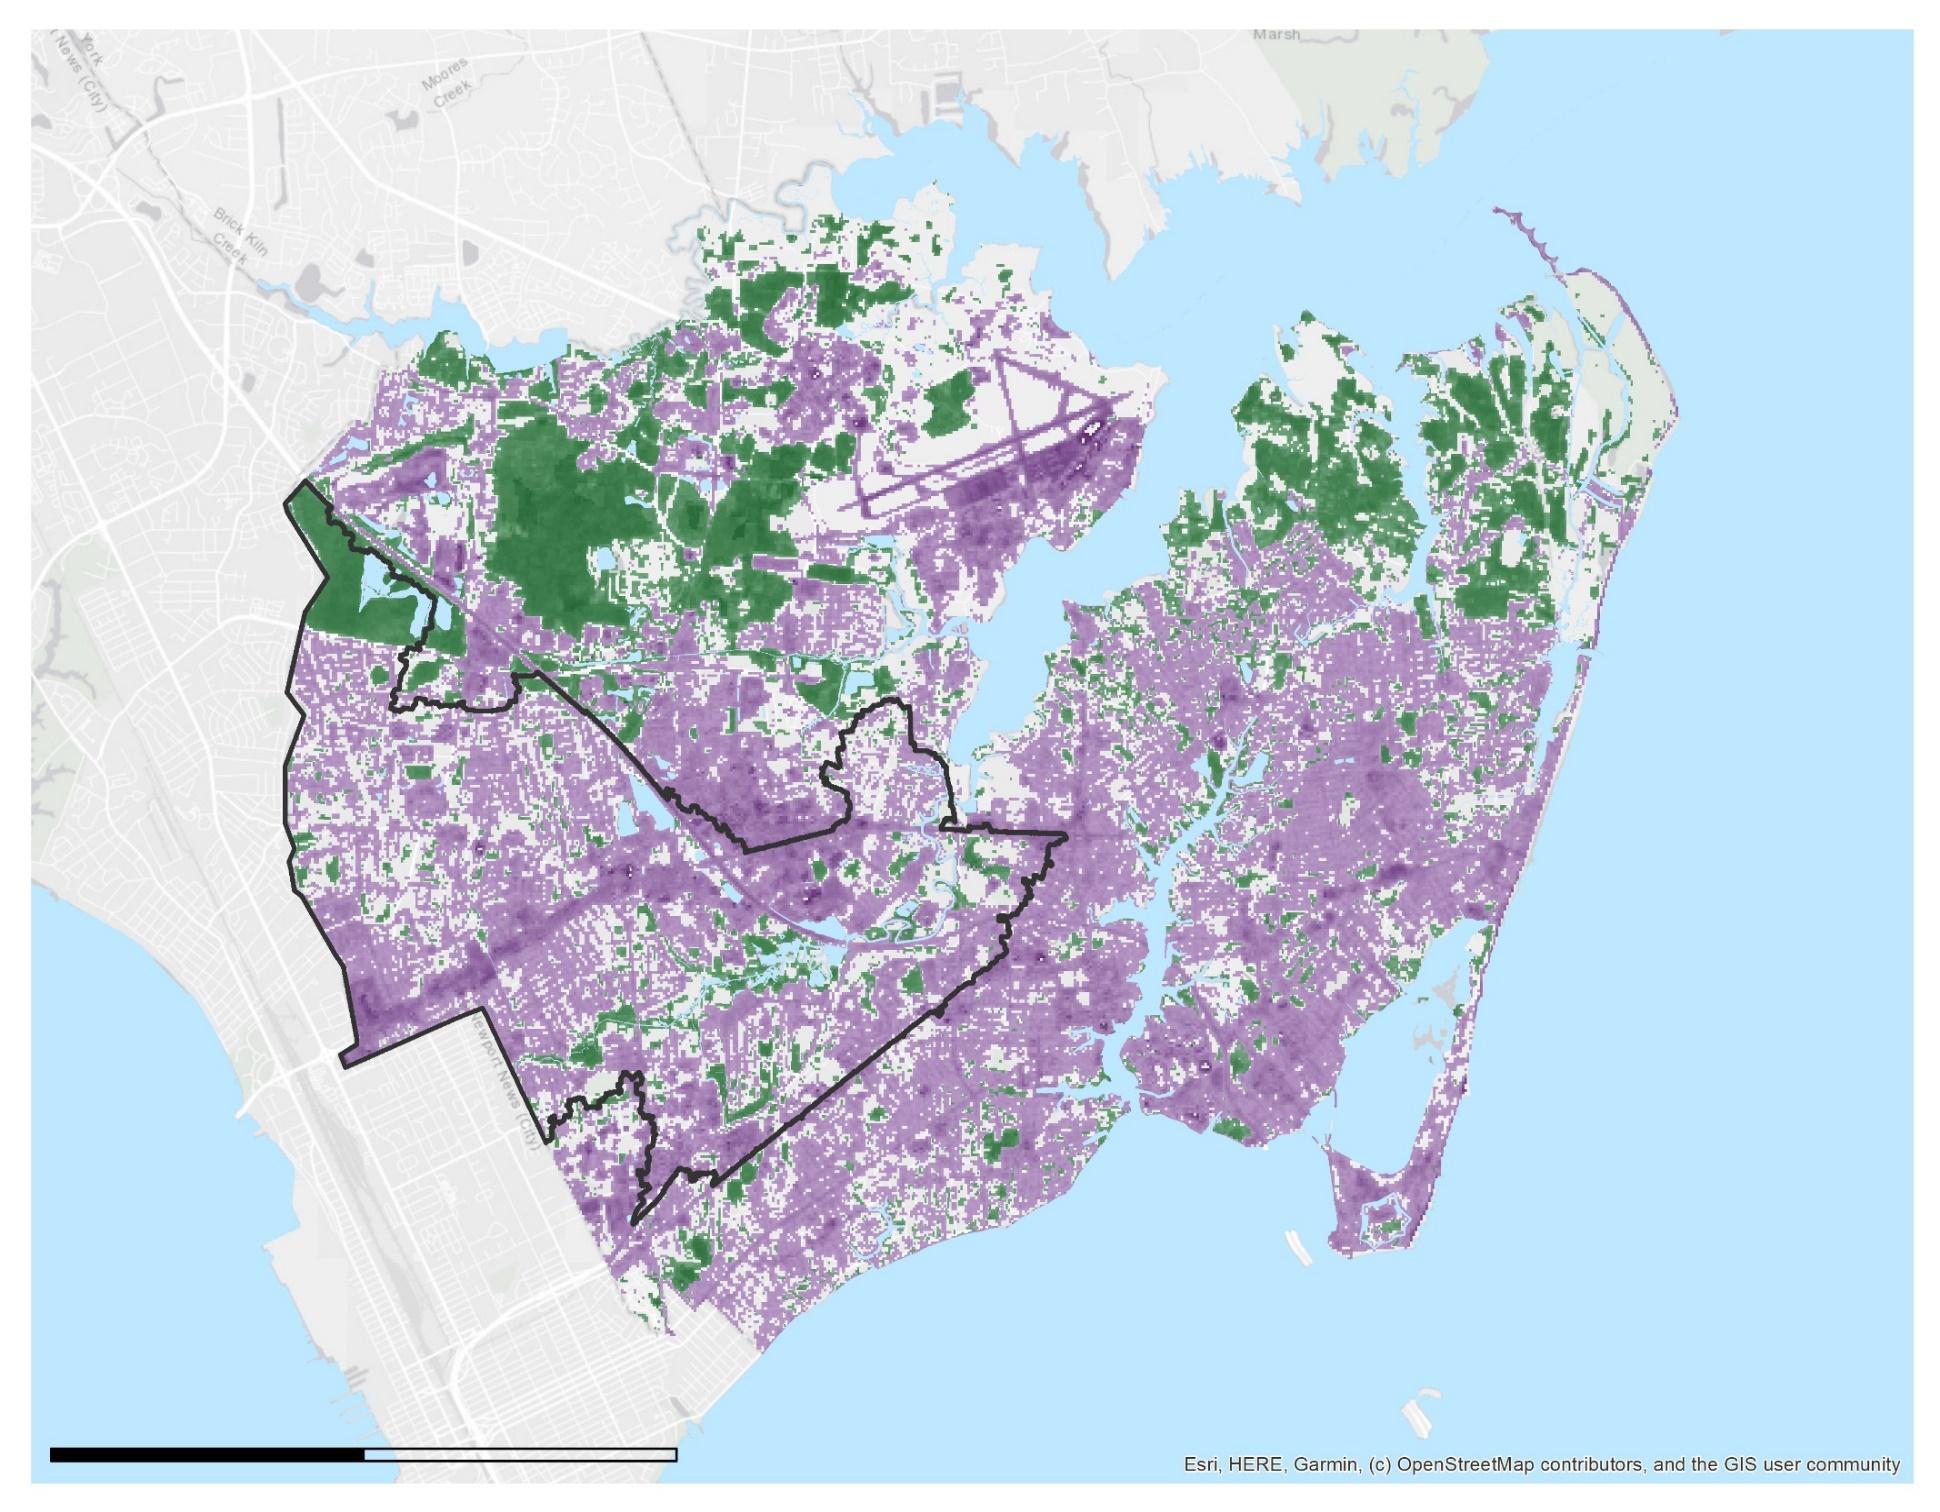 Marsh
York
t News (City)
Moores
Creek
Brick Kiln
Creek
Newport News (City)
Esri, HERE, Garmin, (c) OpenStreetMap contributors, and the GIS user community